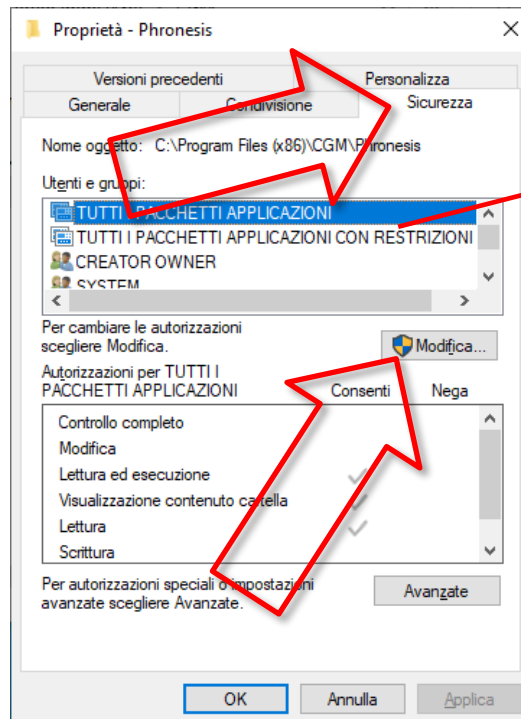 Proprietà - Phronesis
Versioni precedenti
Personalizza
Generale
Condivisione
Sicurezza
Nome oggetto: C:\Program Files (x86)\CGM\Phronesis
Utenti e gruppi:
TUTTI I PACCHETTI APPLICAZIONI
TUTTI I PACCHETTI APPLICAZIONI CON RESTRIZIONI
CREATOR OWNER
SYSTEM
Per cambiare le autorizzazioni
scegliere Modifica.
Modifica...
Autorizzazioni per TUTTI I
PACCHETTI APPLICAZIONI
Consenti
Nega
Controllo completo
Modifica
Lettura ed esecuzione
Visualizzazione contenuto cartella
Lettura
Scrittura
Per autorizzazioni speciali o impostazioni
avanzate scegliere Avanzate.
Avanzate
OK
Annulla
Applica